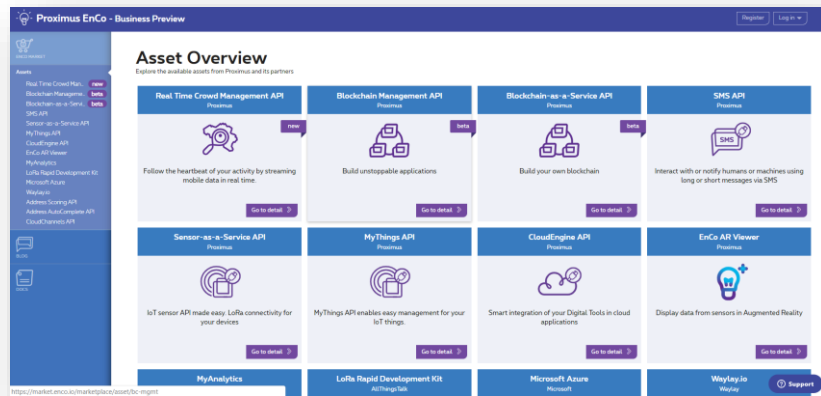 Proximus EnCo - Business Preview
Register
Log in
ENCO MARKET
Assets
Real Time Crowd Man... new
Blockchain Manageme... beta
Blockchain-as-a-Servi... beta
SMS API
Sensor-as-a-Service API
MyThings API
CloudEngine API
EnCo AR Viewer
MyAnalytics
LoRa Rapid Development Kit
Microsoft Azure
Waylay.io
Address Scoring API
Address AutoComplete API
CloudChannels API
BLOG
DOCS
Asset Overview
Explore the available assets from Proximus and its partners
Real Time Crowd Management API
Proximus
new
Follow the heartbeat of your activity by streaming
mobile data in real time.
Go to detail
Blockchain Management API
Proximus
beta
Build unstoppable applications
Go to detail
Blockchain-as-a-Service API
Proximus
beta
Build your own blockchain
Go to detail
SMS API
Proximus
SMS
Interact with or notify humans or machines using
long or short messages via SMS
Go to detail
Sensor-as-a-Service API
Proximus
IoT sensor API made easy. LoRa connectivity for
your devices
Go to detail
MyThings API
Proximus
MyThings API enables easy management for your
IoT things.
Go to detail
CloudEngine API
Proximus
Smart integration of your Digital Tools in cloud
applications
Go to detail
EnCo AR Viewer
Proximus
Display data from sensors in Augmented Reality
Go to detail
MyAnalytics
LoRa Rapid Development Kit
AllThingsTalk
Microsoft Azure
Microsoft
Waylay.io
Waylay
Support
https://market.enco.io/marketplace/asset/bc-mgmt